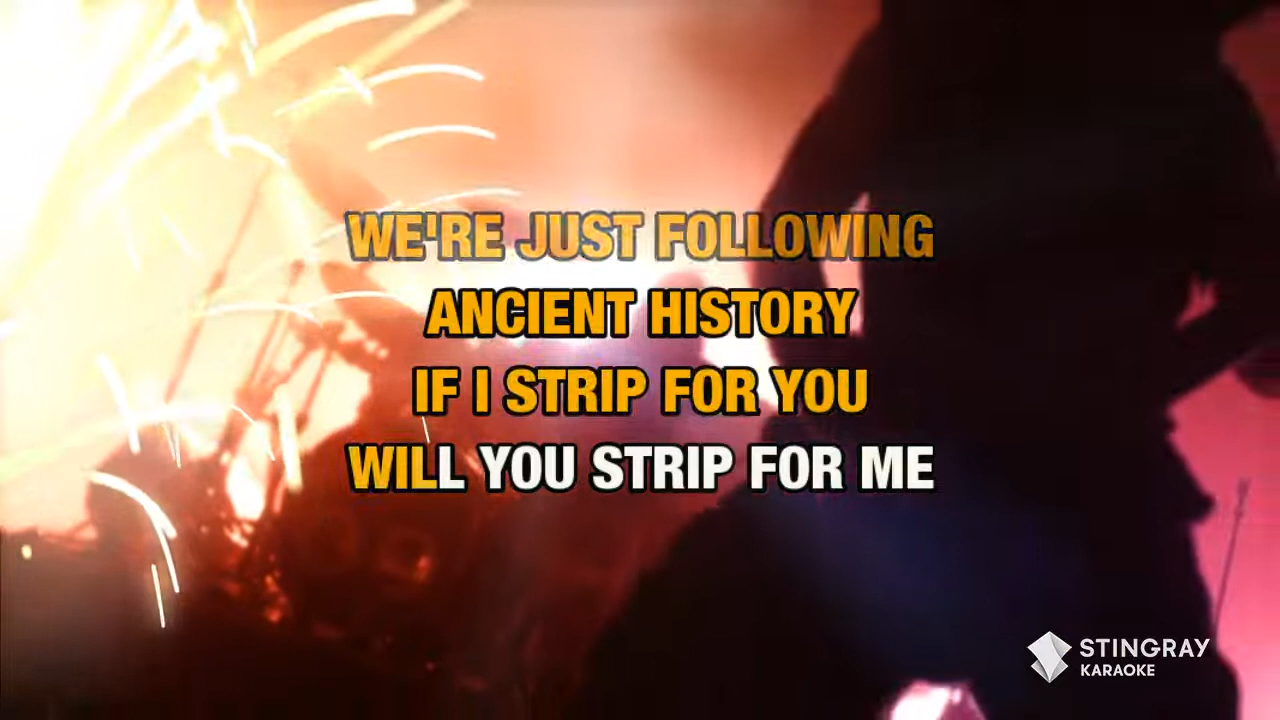 WE'RE JUST FOLLOWING
ANCIENT HISTORY
IF I STRIP FOR YOU
WILL YOU STRIP FOR ME
STINGRAY
KARAOKE